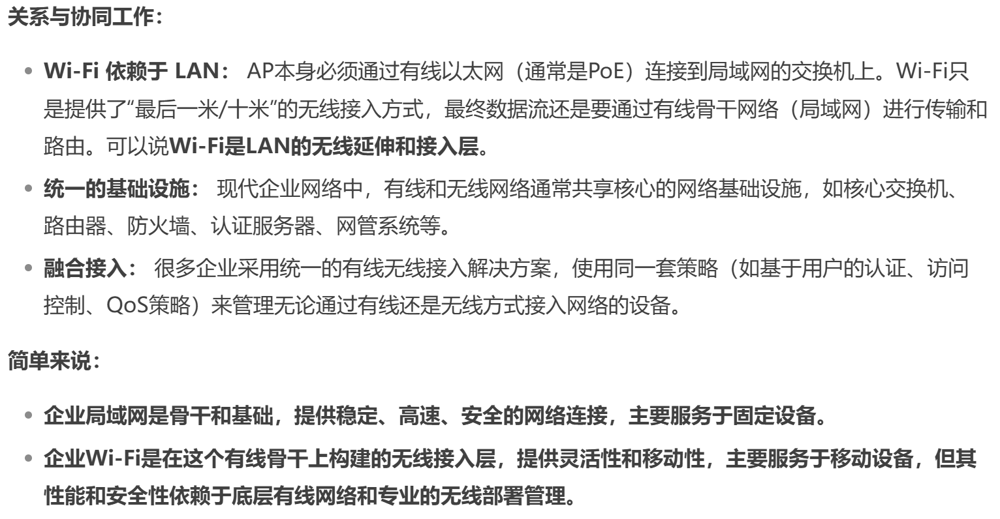 关系与协同工作：
Wi-Fi 依赖于 LAN： AP本身必须通过有线以太网（通常是PoE）连接到局域网的交换机上。Wi-Fi只
是提供了“最后一米/十米”的无线接入方式，最终数据流还是要通过有线骨干网络（局域网）进行传输和
路由。可以说Wi-Fi是LAN的无线延伸和接入层。
统一的基础设施： 现代企业网络中，有线和无线网络通常共享核心的网络基础设施，如核心交换机、
路由器、防火墙、认证服务器、网管系统等。
融合接入： 很多企业采用统一的有线无线接入解决方案，使用同一套策略（如基于用户的认证、访问
控制、QoS策略）来管理无论通过有线还是无线方式接入网络的设备。
简单来说：
企业局域网是骨干和基础，提供稳定、高速、安全的网络连接，主要服务于固定设备。
企业Wi-Fi是在这个有线骨干上构建的无线接入层，提供灵活性和移动性，主要服务于移动设备，但其
性能和安全性依赖于底层有线网络和专业的无线部署管理。